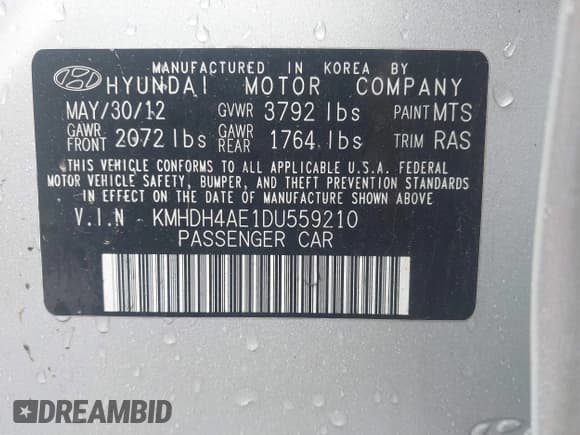 MANUFACTURED IN KOREA BY
HYUNDAI MOTOR COMPANY
MAY/30/12 GVWR 3792 lbs PAINT MTS
GAWR FRONT 2072 lbs GAWR REAR 1764 lbs TRIM RAS
THIS VEHICLE CONFORMS TO ALL APPLICABLE U.S.A. FEDERAL
MOTOR VEHICLE SAFETY, BUMPER, AND THEFT PREVENTION STANDARDS
IN EFFECT ON THE DATE OF MANUFACTURE SHOWN ABOVE
V.I.N KMHDH4AE1DU559210
PASSENGER CAR
DREAMBID